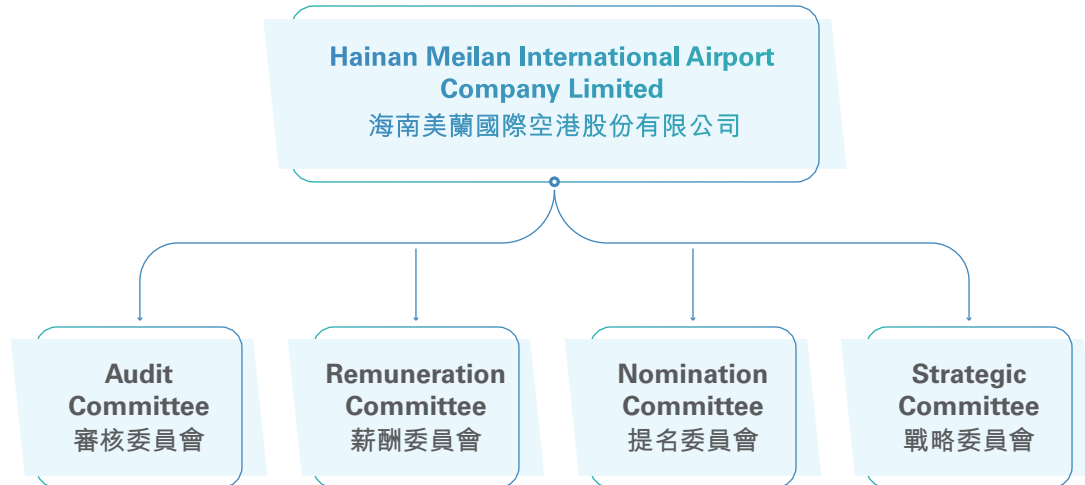 Hainan Meilan International Airport
Company Limited
海南美蘭國際空港股份有限公司
Audit
Committee
審核委員會
Remuneration
Committee
薪酬委員會
Nomination
Committee
提名委員會
Strategic
Committee
戰略委員會